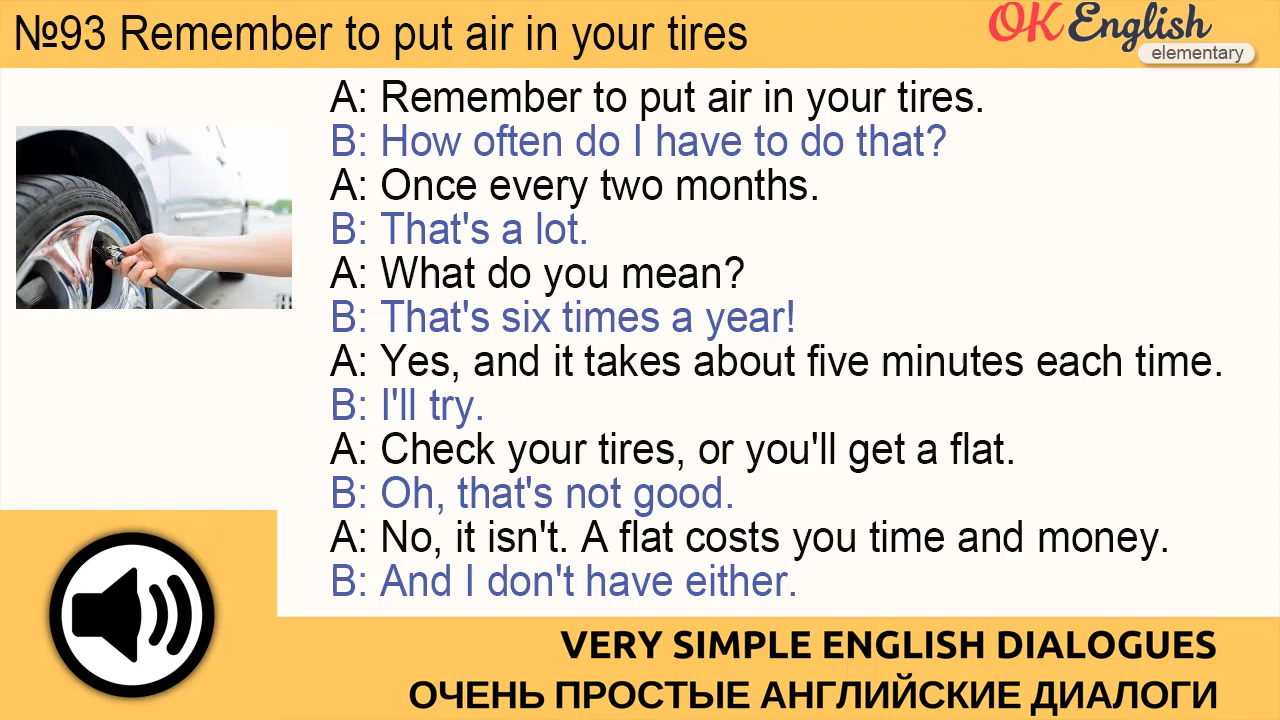 №93 Remember to put air in your tires
OK English
elementary
A: Remember to put air in your tires.
B: How often do I have to do that?
A: Once every two months.
B: That's a lot.
A: What do you mean?
B: That's six times a year!
A: Yes, and it takes about five minutes each time.
B: I'll try.
A: Check your tires, or you'll get a flat.
B: Oh, that's not good.
A: No, it isn't. A flat costs you time and money.
B: And I don't have either.
VERY SIMPLE ENGLISH DIALOGUES
ОЧЕНЬ ПРОСТЫЕ АНГЛИЙСКИЕ ДИАЛОГИ